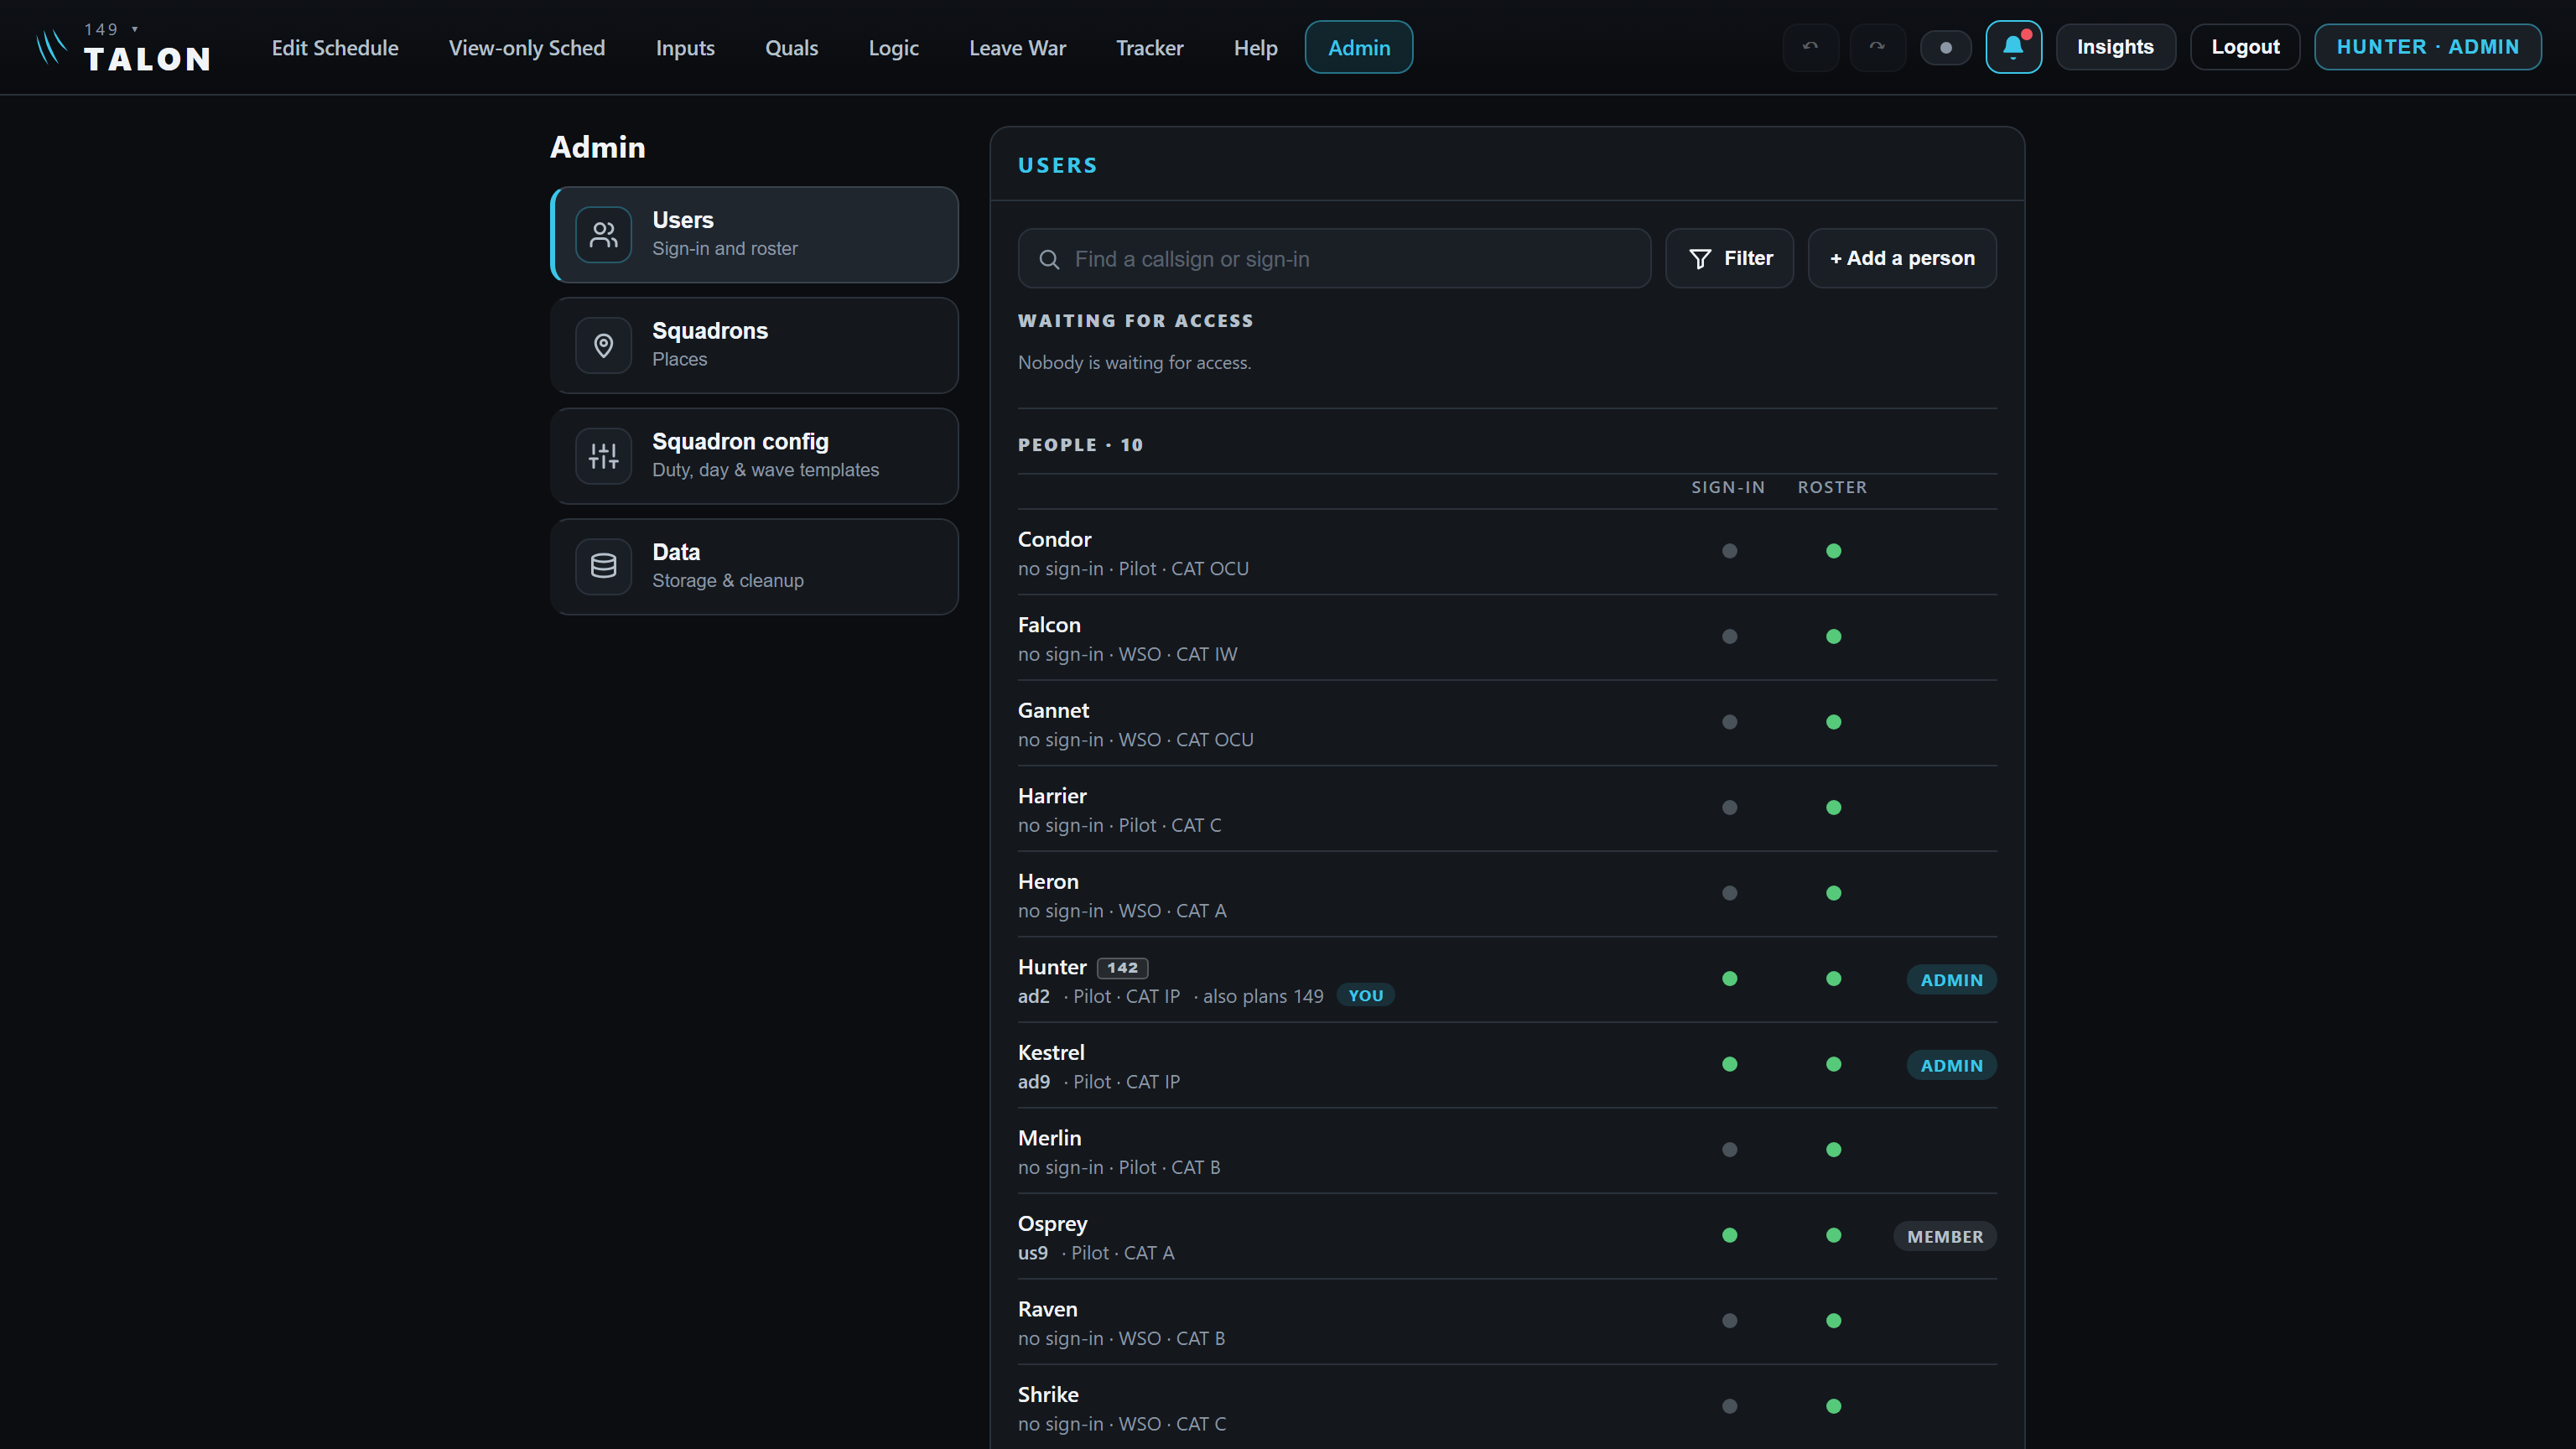 149 ▾
TALON
Edit Schedule
View-only Sched
Inputs
Quals
Logic
Leave War
Tracker
Help
Admin
Insights
Logout
HUNTER · ADMIN
Admin
Users
Sign-in and roster
Squadrons
Places
Squadron config
Duty, day & wave templates
Data
Storage & cleanup
USERS
Find a callsign or sign-in
Filter
+ Add a person
WAITING FOR ACCESS
Nobody is waiting for access.
PEOPLE · 10
SIGN-IN ROSTER
Condor
no sign-in · Pilot · CAT OCU
Falcon
no sign-in · WSO · CAT IW
Gannet
no sign-in · WSO · CAT OCU
Harrier
no sign-in · Pilot · CAT C
Heron
no sign-in · WSO · CAT A
Hunter 142
ad2 · Pilot · CAT IP · also plans 149 YOU
ADMIN
Kestrel
ad9 · Pilot · CAT IP
ADMIN
Merlin
no sign-in · Pilot · CAT B
Osprey
us9 · Pilot · CAT A
MEMBER
Raven
no sign-in · WSO · CAT B
Shrike
no sign-in · WSO · CAT C